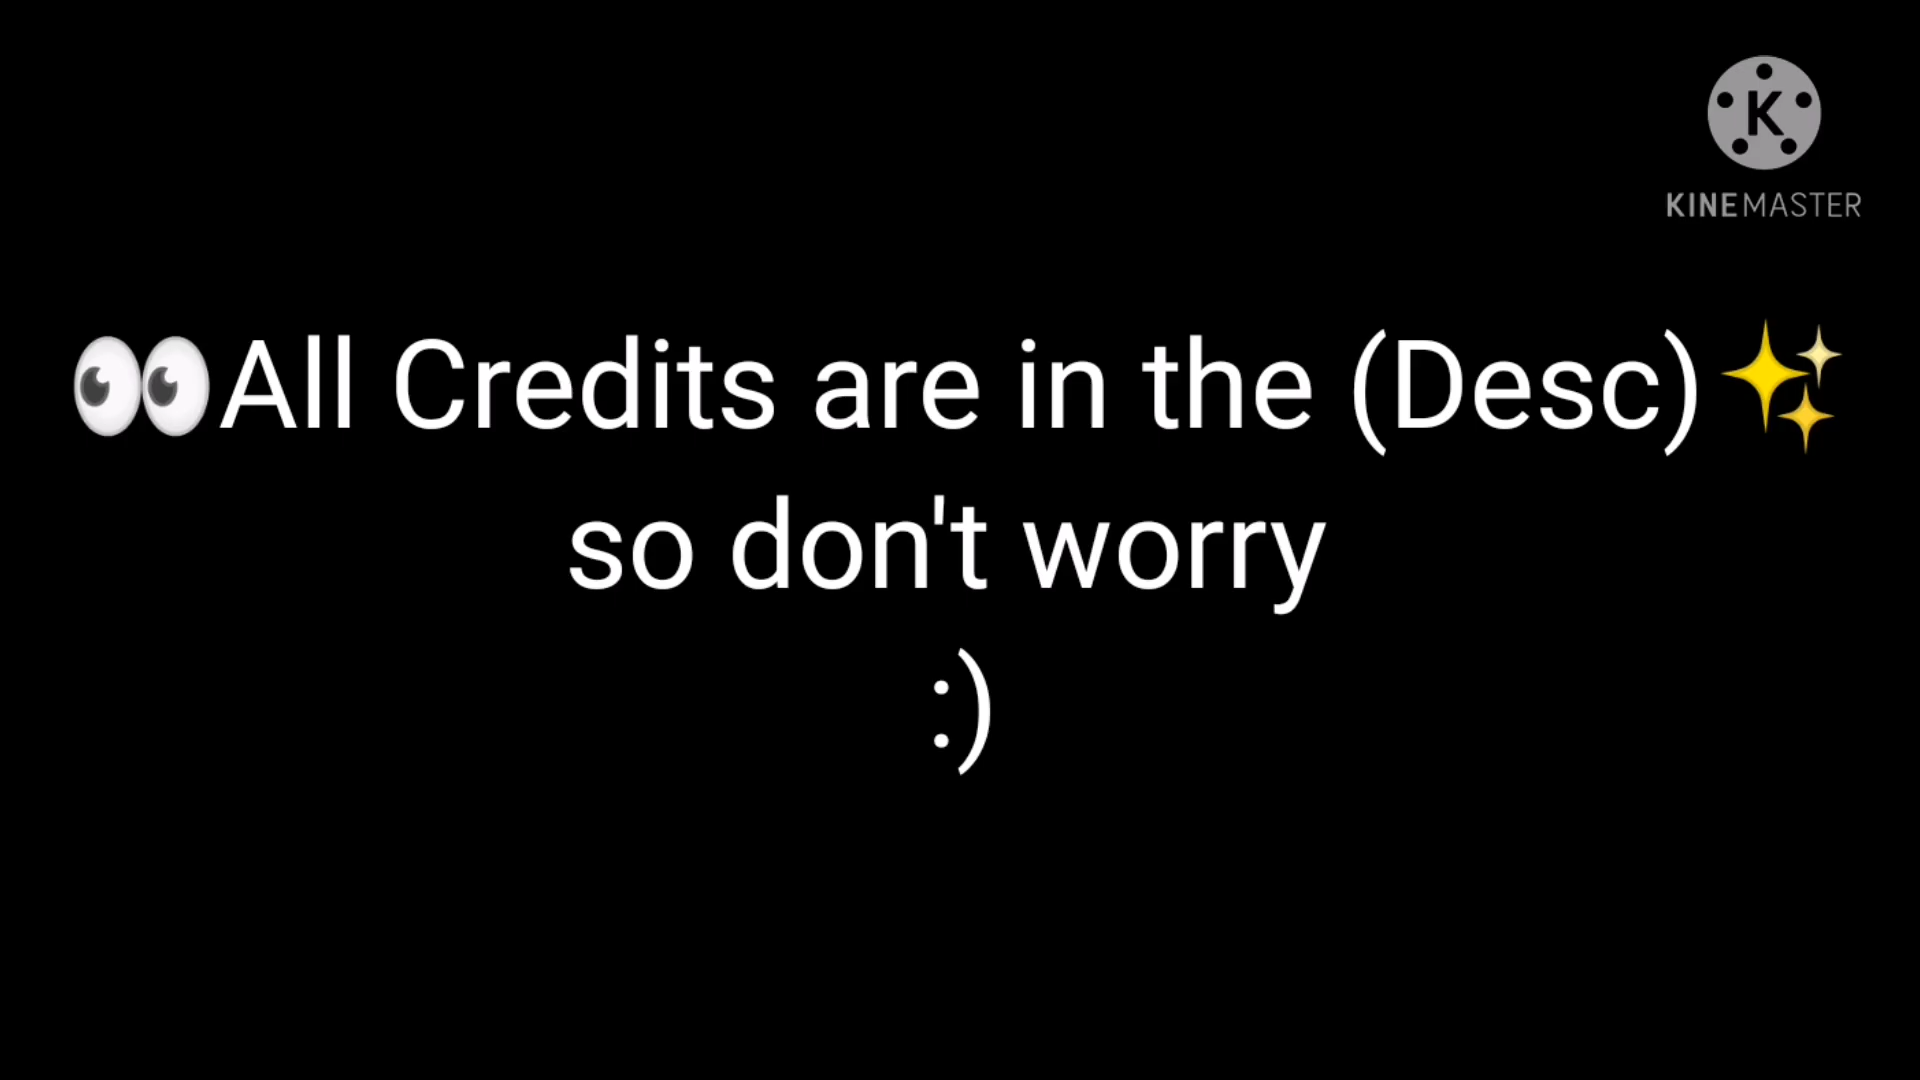 K
KINEMASTER
👀All Credits are in the (Desc)✨
so don't worry
:)